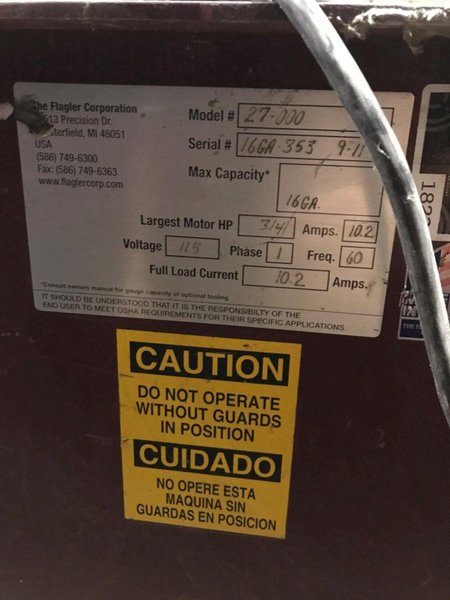 The Flagler Corporation
513 Precision Dr.
sterfield, MI 48051
USA
(586) 749-6300
Fax: (586) 749-6363
www.flaglercorp.com
Model # 27-000
Serial # 16GA-353 9-11
Max Capacity* 16GA.
Largest Motor HP 3/4 Amps. 10.2
Voltage 115 Phase 1 Freq. 60
Full Load Current 10.2 Amps.
*Consult owners manual for gauge capacity of optional tooling
IT SHOULD BE UNDERSTOOD THAT IT IS THE RESPONSIBILTY OF THE
END USER TO MEET OSHA REQUIREMENTS FOR THEIR SPECIFIC APPLICATIONS.
CAUTION
DO NOT OPERATE
WITHOUT GUARDS
IN POSITION
CUIDADO
NO OPERE ESTA
MAQUINA SIN
GUARDAS EN POSICION
182
THE